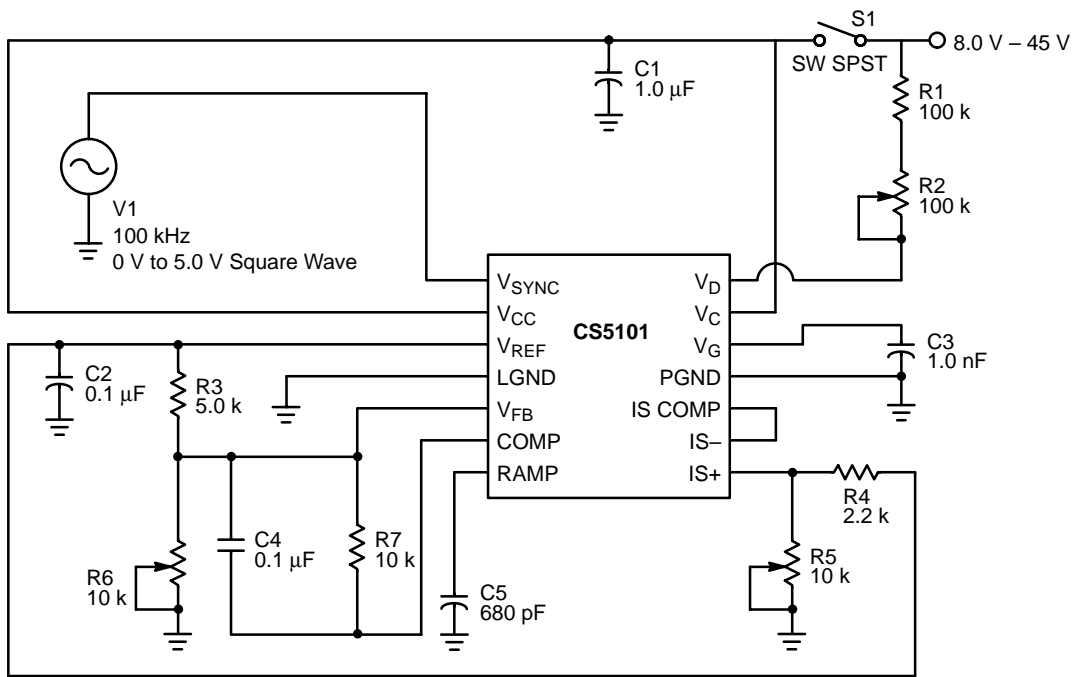 S1
8.0 V – 45 V
SW SPST
C1
1.0 μF
R1
100 k
R2
100 k
V1
100 kHz
0 V to 5.0 V Square Wave
VSYNC
VCC
VREF
LGND
VFB
COMP
RAMP
CS5101
VD
VC
VG
PGND
IS COMP
IS–
IS+
C3
1.0 nF
C2
0.1 μF
R3
5.0 k
R4
2.2 k
C4
0.1 μF
R7
10 k
R6
10 k
C5
680 pF
R5
10 k